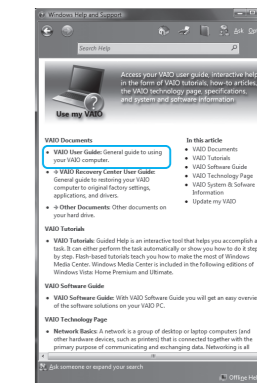 Windows Help and Support
Ask
Search Help
Access your VAIO user guide, interactive help
in the form of VAIO tutorials, how-to articles,
the VAIO technology page, specifications,
and system and software information
Use my VAIO
VAIO Documents
VAIO User Guide: General guide to using
your VAIO computer.
VAIO Recovery Center User Guide:
General guide to restoring your VAIO
computer to original factory settings,
applications, and drivers.
Other Documents: Other documents on
your hard drive.
In this article
VAIO Documents
VAIO Tutorials
VAIO Software Guide
VAIO Technology Page
VAIO System & Sofware
Information
Update my VAIO
VAIO Tutorials
VAIO Tutorials: Guided Help is an interactive tool that helps you accomplish a
task. It can either perform the task automatically or show you how to do it step
by step. Flash-based tutorials teach you how to make the most of Windows
Media Center. Windows Media Center is included in the following editions of
Windows Vista: Home Premium and Ultimate.
VAIO Software Guide
VAIO Software Guide: With VAIO Software Guide you will get an easy overvie
of the software solutions on your VAIO PC.
VAIO Technology Page
Network Basics: A network is a group of desktop or laptop computers (and
other hardware devices, such as printers) that is connected together with the
primary purpose of communicating and exchanging data. Networking is all
Ask someone or expand your search
Offline Hel